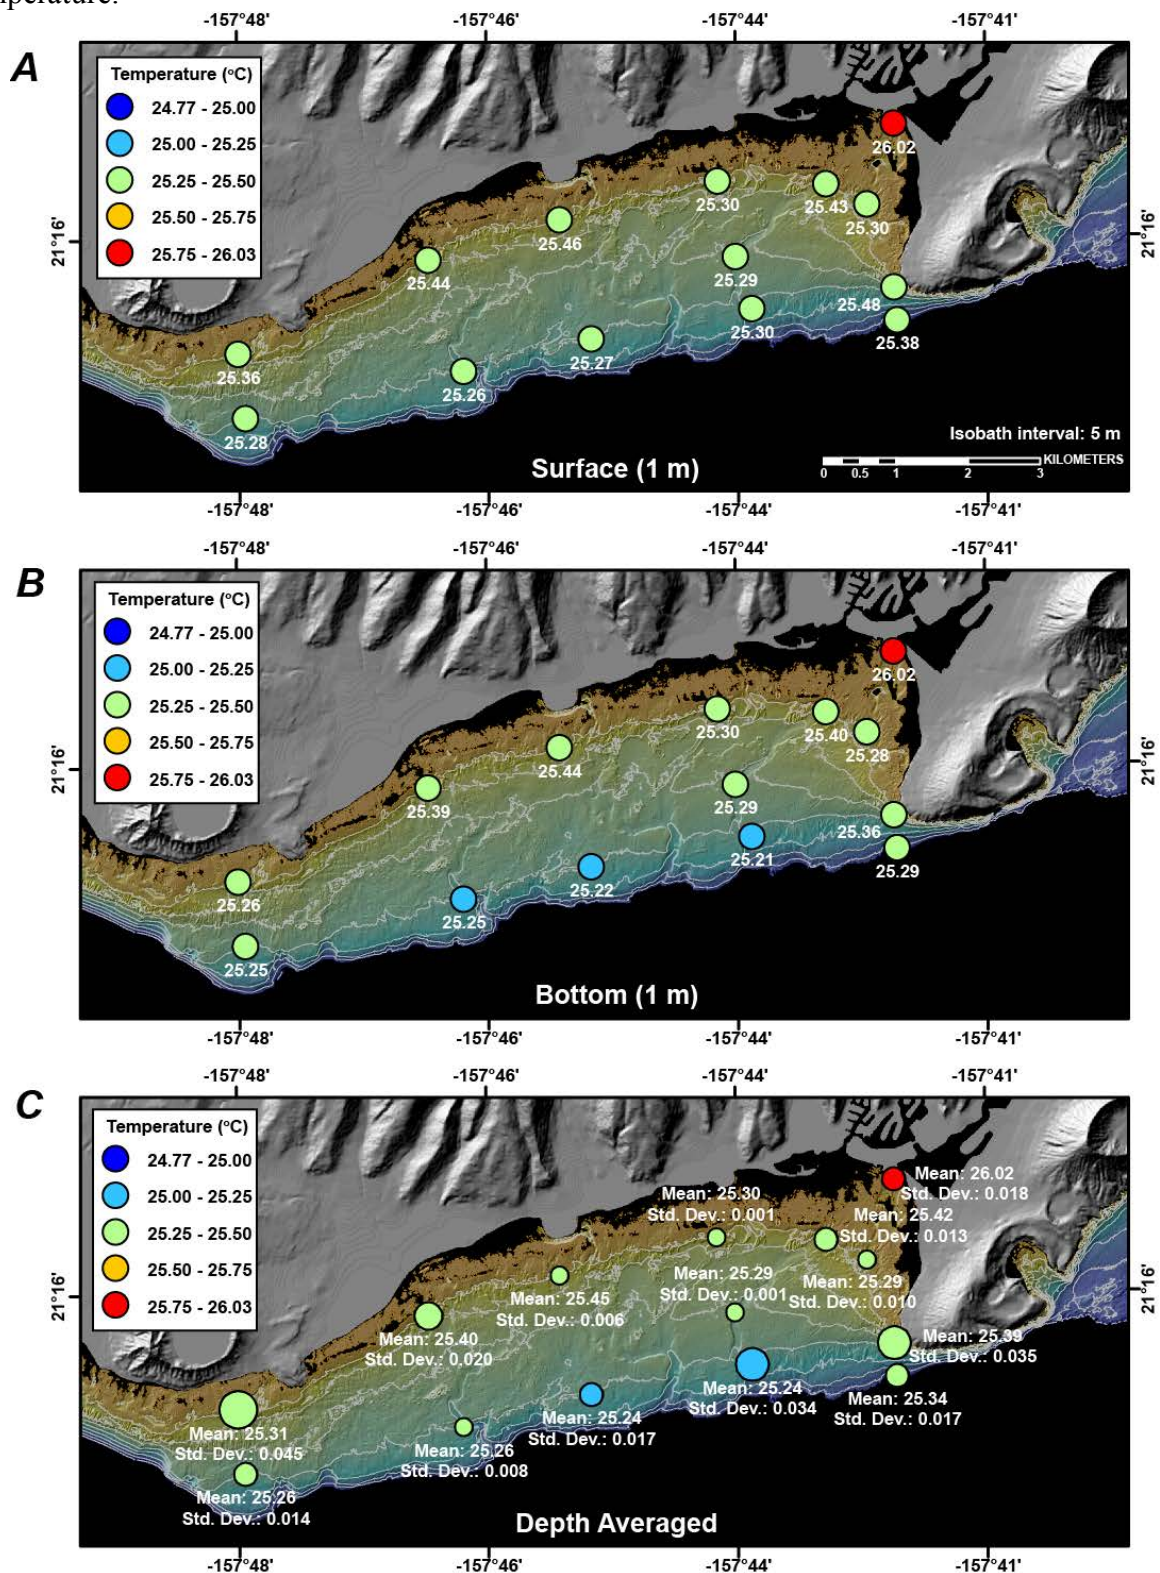 nperature.
-157°48' -157°46' -157°44' -157°41'
A
Temperature (°C)
24.77 - 25.00
25.00 - 25.25
25.25 - 25.50
25.50 - 25.75
25.75 - 26.03
26.02
25.30
25.43
25.30
25.46
25.44
25.29
25.48
25.30
25.38
25.27
25.36
25.26
25.28
21°16'
21°16'
Isobath interval: 5 m
KILOMETERS
0 0.5 1 2 3
Surface (1 m)
-157°48' -157°46' -157°44' -157°41'
-157°48' -157°46' -157°44' -157°41'
B
Temperature (°C)
24.77 - 25.00
25.00 - 25.25
25.25 - 25.50
25.50 - 25.75
25.75 - 26.03
26.02
25.30
25.40
25.28
25.44
25.39
25.29
25.36
25.21
25.29
25.22
25.26
25.25
25.25
21°16'
21°16'
Bottom (1 m)
-157°48' -157°46' -157°44' -157°41'
-157°48' -157°46' -157°44' -157°41'
C
Temperature (°C)
24.77 - 25.00
25.00 - 25.25
25.25 - 25.50
25.50 - 25.75
25.75 - 26.03
Mean: 26.02
Std. Dev.: 0.018
Mean: 25.30
Std. Dev.: 0.001
Mean: 25.42
Std. Dev.: 0.013
Mean: 25.29
Std. Dev.: 0.001
Mean: 25.29
Std. Dev.: 0.010
Mean: 25.45
Std. Dev.: 0.006
Mean: 25.40
Std. Dev.: 0.020
Mean: 25.39
Std. Dev.: 0.035
Mean: 25.24
Std. Dev.: 0.034
Mean: 25.34
Std. Dev.: 0.017
Mean: 25.24
Std. Dev.: 0.017
Mean: 25.31
Std. Dev.: 0.045
Mean: 25.26
Std. Dev.: 0.008
Mean: 25.26
Std. Dev.: 0.014
21°16'
21°16'
Depth Averaged
-157°48' -157°46' -157°44' -157°41'